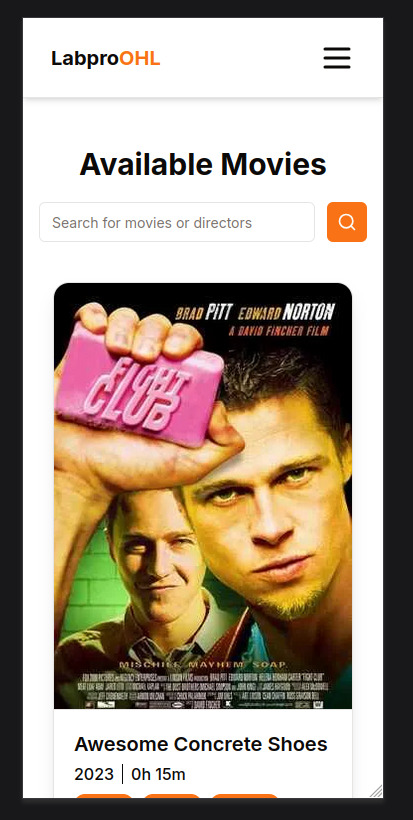 LabproOHL
Available Movies
Search for movies or directors
BRAD PITT EDWARD NORTON
A DAVID FINCHER FILM
FIGHT
CLUB
MISCHIEF. MAYHEM. SOAP.
Awesome Concrete Shoes
2023 | 0h 15m